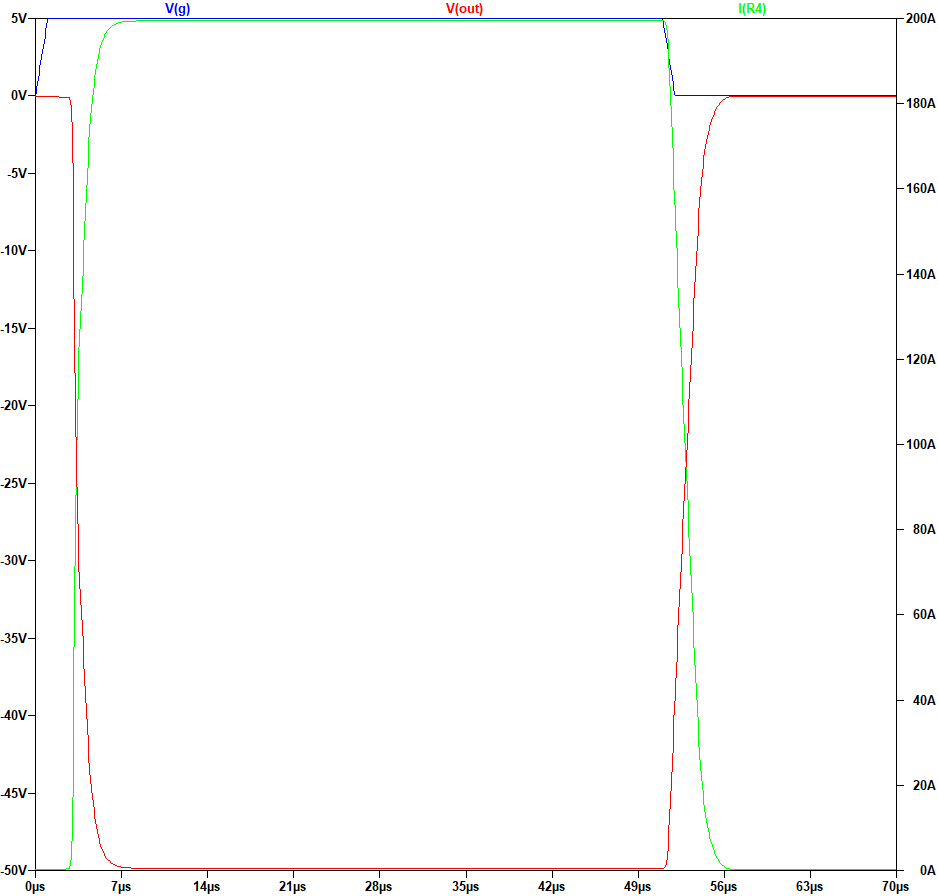 V(g) V(out) I(R4)
5V 200A
0V 180A
-5V 160A
-10V 140A
-15V 120A
-20V 100A
-25V 80A
-30V 60A
-35V 40A
-40V 20A
-45V 0A
-50V
0µs 7µs 14µs 21µs 28µs 35µs 42µs 49µs 56µs 63µs 70µs